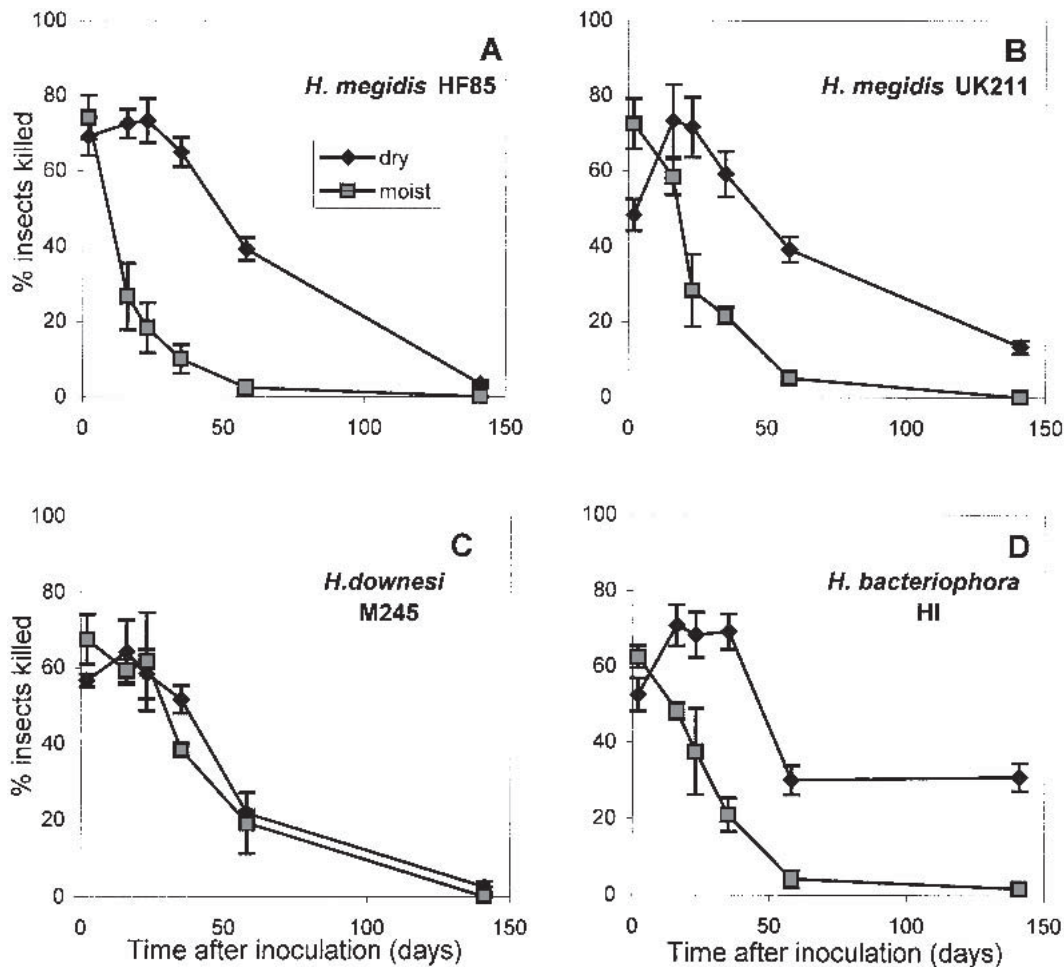 100
80
60
40
20
0
% insects killed
A
H. megidis HF85
dry
moist
0 50 100 150
100
80
60
40
20
0
B
H. megidis UK211
0 50 100 150
100
80
60
40
20
0
% insects killed
C
H.downesi
M245
0 50 100 150
Time after inoculation (days)
100
80
60
40
20
0
D
H. bacteriophora
HI
0 50 100 150
Time after inoculation (days)